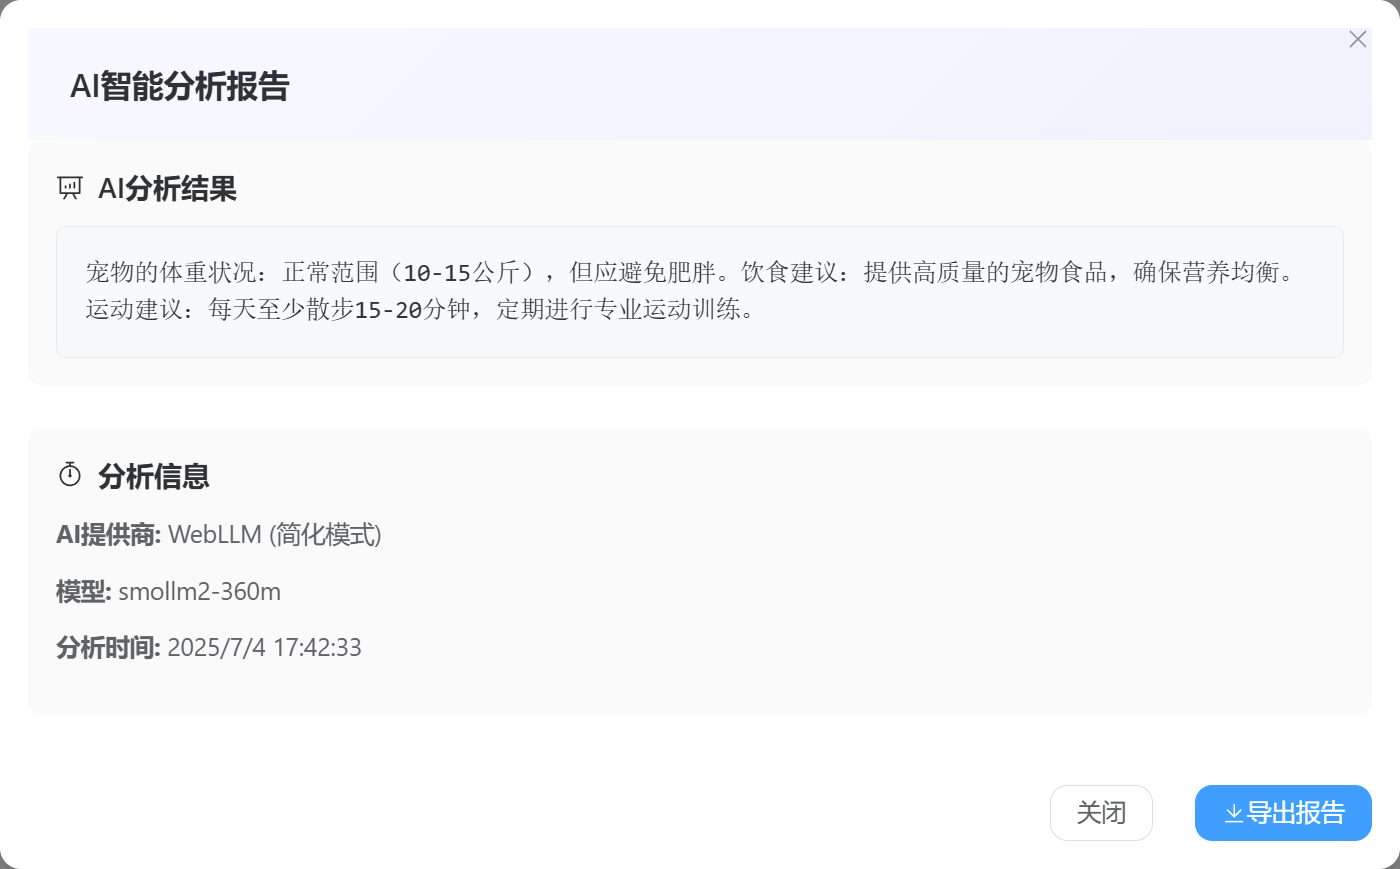 AI智能分析报告
AI分析结果
宠物的体重状况：正常范围（10-15公斤），但应避免肥胖。饮食建议：提供高质量的宠物食品，确保营养均衡。
运动建议：每天至少散步15-20分钟，定期进行专业运动训练。
分析信息
AI提供商: WebLLM (简化模式)
模型: smollm2-360m
分析时间: 2025/7/4 17:42:33
关闭
导出报告